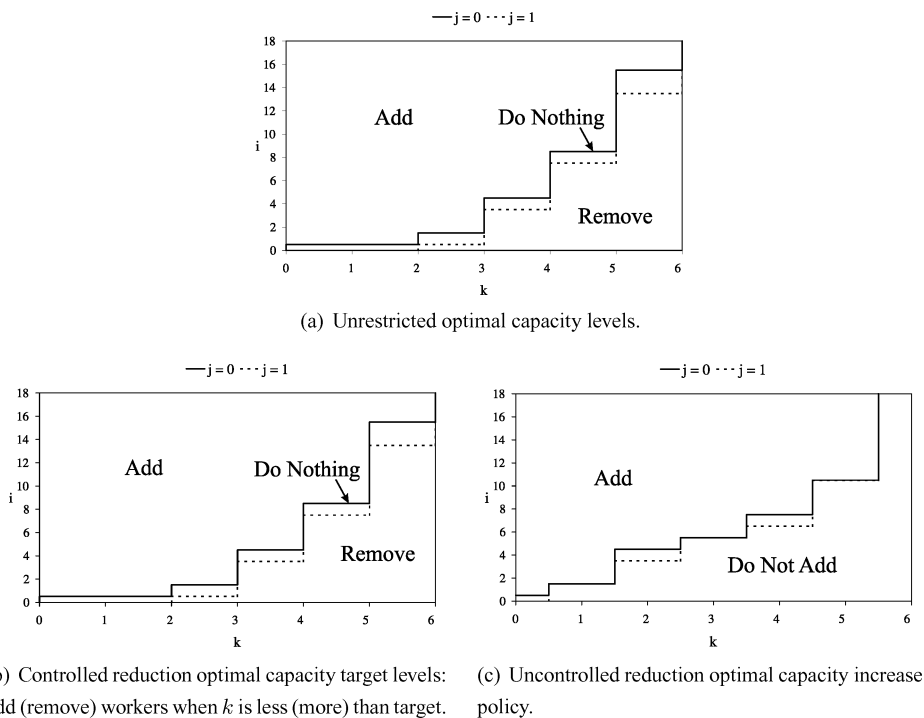 j = 0 j = 1
18
16
14
12
10
8
6
4
2
0
i
Add
Do Nothing
Remove
0 1 2 3 4 5 6
k
(a) Unrestricted optimal capacity levels.
j = 0 j = 1
18
16
14
12
10
8
6
4
2
0
i
Add
Do Nothing
Remove
0 1 2 3 4 5 6
k
) Controlled reduction optimal capacity target levels:
dd (remove) workers when k is less (more) than target.
j = 0 j = 1
18
16
14
12
10
8
6
4
2
0
i
Add
Do Not Add
0 1 2 3 4 5 6
k
(c) Uncontrolled reduction optimal capacity increase
policy.